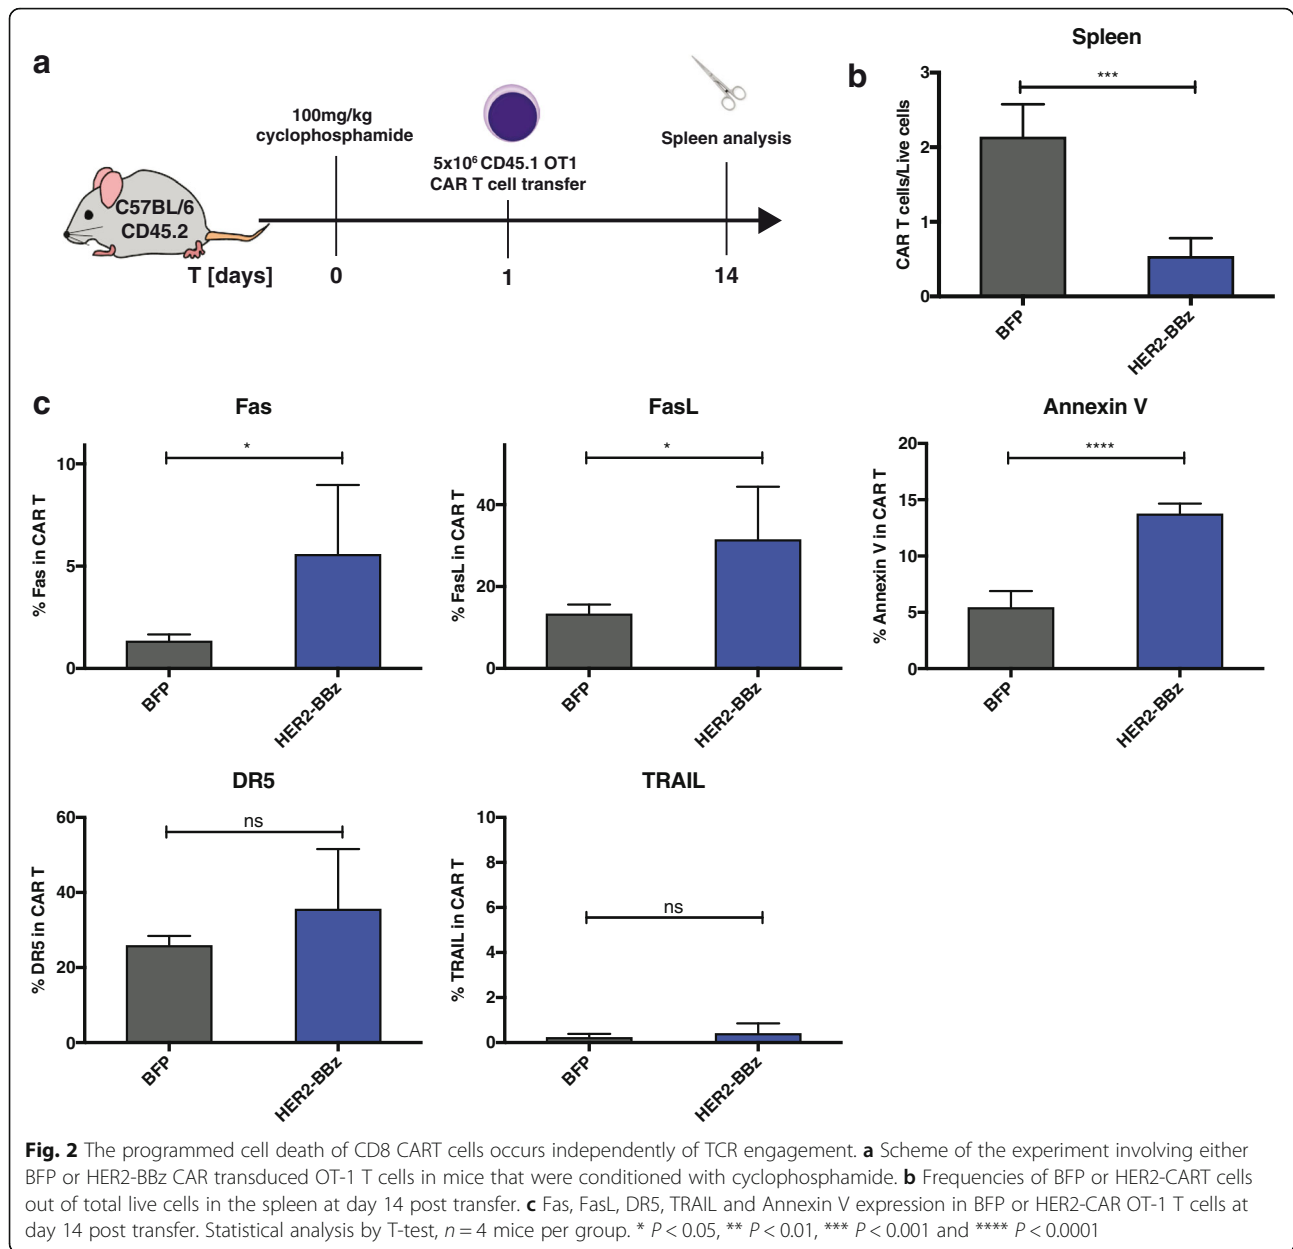 a
100mg/kg
cyclophosphamide
5x10⁶ CD45.1 OT1
CAR T cell transfer
Spleen analysis
C57BL/6
CD45.2
T [days]
0
1
14
b
Spleen
CAR T cells/Live cells
3
2
1
0
***
BFP
HER2-BBz
c
Fas
% Fas in CAR T
10
5
0
*
BFP
HER2-BBz
FasL
% FasL in CAR T
40
20
0
*
BFP
HER2-BBz
Annexin V
% Annexin V in CAR T
20
15
10
5
0
****
BFP
HER2-BBz
DR5
% DR5 in CAR T
60
40
20
0
ns
BFP
HER2-BBz
TRAIL
% TRAIL in CAR T
10
8
6
4
2
0
ns
BFP
HER2-BBz
Fig. 2 The programmed cell death of CD8 CART cells occurs independently of TCR engagement. a Scheme of the experiment involving either
BFP or HER2-BBz CAR transduced OT-1 T cells in mice that were conditioned with cyclophosphamide. b Frequencies of BFP or HER2-CART cells
out of total live cells in the spleen at day 14 post transfer. c Fas, FasL, DR5, TRAIL and Annexin V expression in BFP or HER2-CAR OT-1 T cells at
day 14 post transfer. Statistical analysis by T-test, n = 4 mice per group. * P < 0.05, ** P < 0.01, *** P < 0.001 and **** P < 0.0001